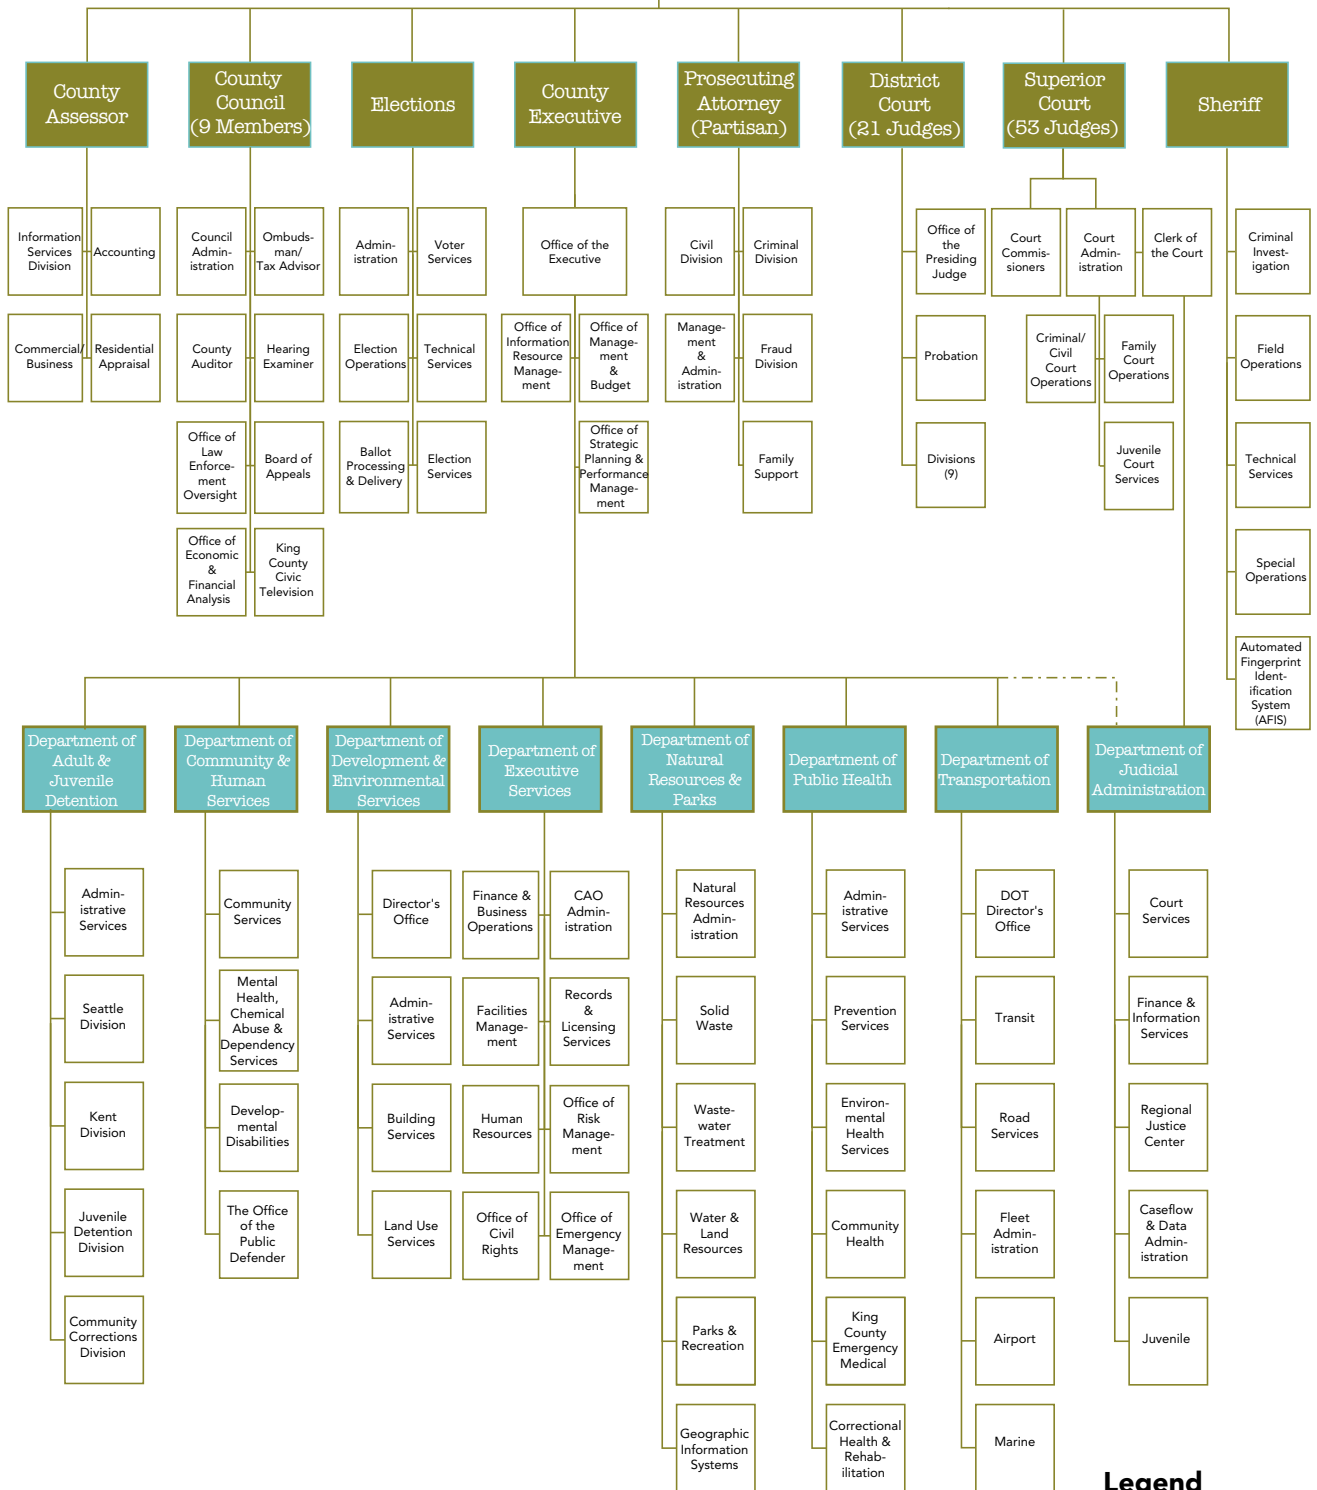 County
Assessor
County
Council
(9 Members)
Elections
County
Executive
Prosecuting
Attorney
(Partisan)
District
Court
(21 Judges)
Superior
Court
(53 Judges)
Sheriff
Information
Services
Division
Accounting
Commercial/
Business
Residential
Appraisal
Council
Admin-
istration
Ombuds-
man/
Tax Advisor
County
Auditor
Hearing
Examiner
Office of
Law
Enforce-
ment
Oversight
Board of
Appeals
Office of
Economic
&
Financial
Analysis
King
County
Civic
Television
Admin-
istration
Voter
Services
Election
Operations
Technical
Services
Ballot
Processing
& Delivery
Election
Services
Office of the
Executive
Office of
Information
Resource
Manage-
ment
Office of
Manage-
ment
&
Budget
Office of
Strategic
Planning &
Performance
Manage-
ment
Civil
Division
Criminal
Division
Manage-
ment
&
Admin-
istration
Fraud
Division
Family
Support
Office of
the
Presiding
Judge
Probation
Divisions
(9)
Court
Commis-
sioners
Court
Admin-
istration
Clerk of
the Court
Criminal/
Civil
Court
Operations
Family
Court
Operations
Juvenile
Court
Services
Criminal
Invest-
igation
Field
Operations
Technical
Services
Special
Operations
Automated
Fingerprint
Ident-
ification
System
(AFIS)
Department of
Adult &
Juvenile
Detention
Department of
Community &
Human
Services
Department of
Development &
Environmental
Services
Department of
Executive
Services
Department of
Natural
Resources &
Parks
Department of
Public Health
Department of
Transportation
Department of
Judicial
Administration
Admin-
istrative
Services
Seattle
Division
Kent
Division
Juvenile
Detention
Division
Community
Corrections
Division
Community
Services
Mental
Health,
Chemical
Abuse &
Dependency
Services
Develop-
mental
Disabilities
The Office
of the
Public
Defender
Director's
Office
Admin-
istrative
Services
Building
Services
Land Use
Services
Finance &
Business
Operations
CAO
Admin-
istration
Facilities
Manage-
ment
Records
&
Licensing
Services
Human
Resources
Office of
Risk
Manage-
ment
Office of
Civil
Rights
Office of
Emergency
Manage-
ment
Natural
Resources
Admin-
istration
Solid
Waste
Waste-
water
Treatment
Water &
Land
Resources
Parks &
Recreation
Geographic
Information
Systems
Admin-
istrative
Services
Prevention
Services
Environ-
mental
Health
Services
Community
Health
King
County
Emergency
Medical
Correctional
Health &
Rehab-
ilitation
DOT
Director's
Office
Transit
Road
Services
Fleet
Admin-
istration
Airport
Marine
Court
Services
Finance &
Information
Services
Regional
Justice
Center
Caseflow
& Data
Admin-
istration
Juvenile
Legend